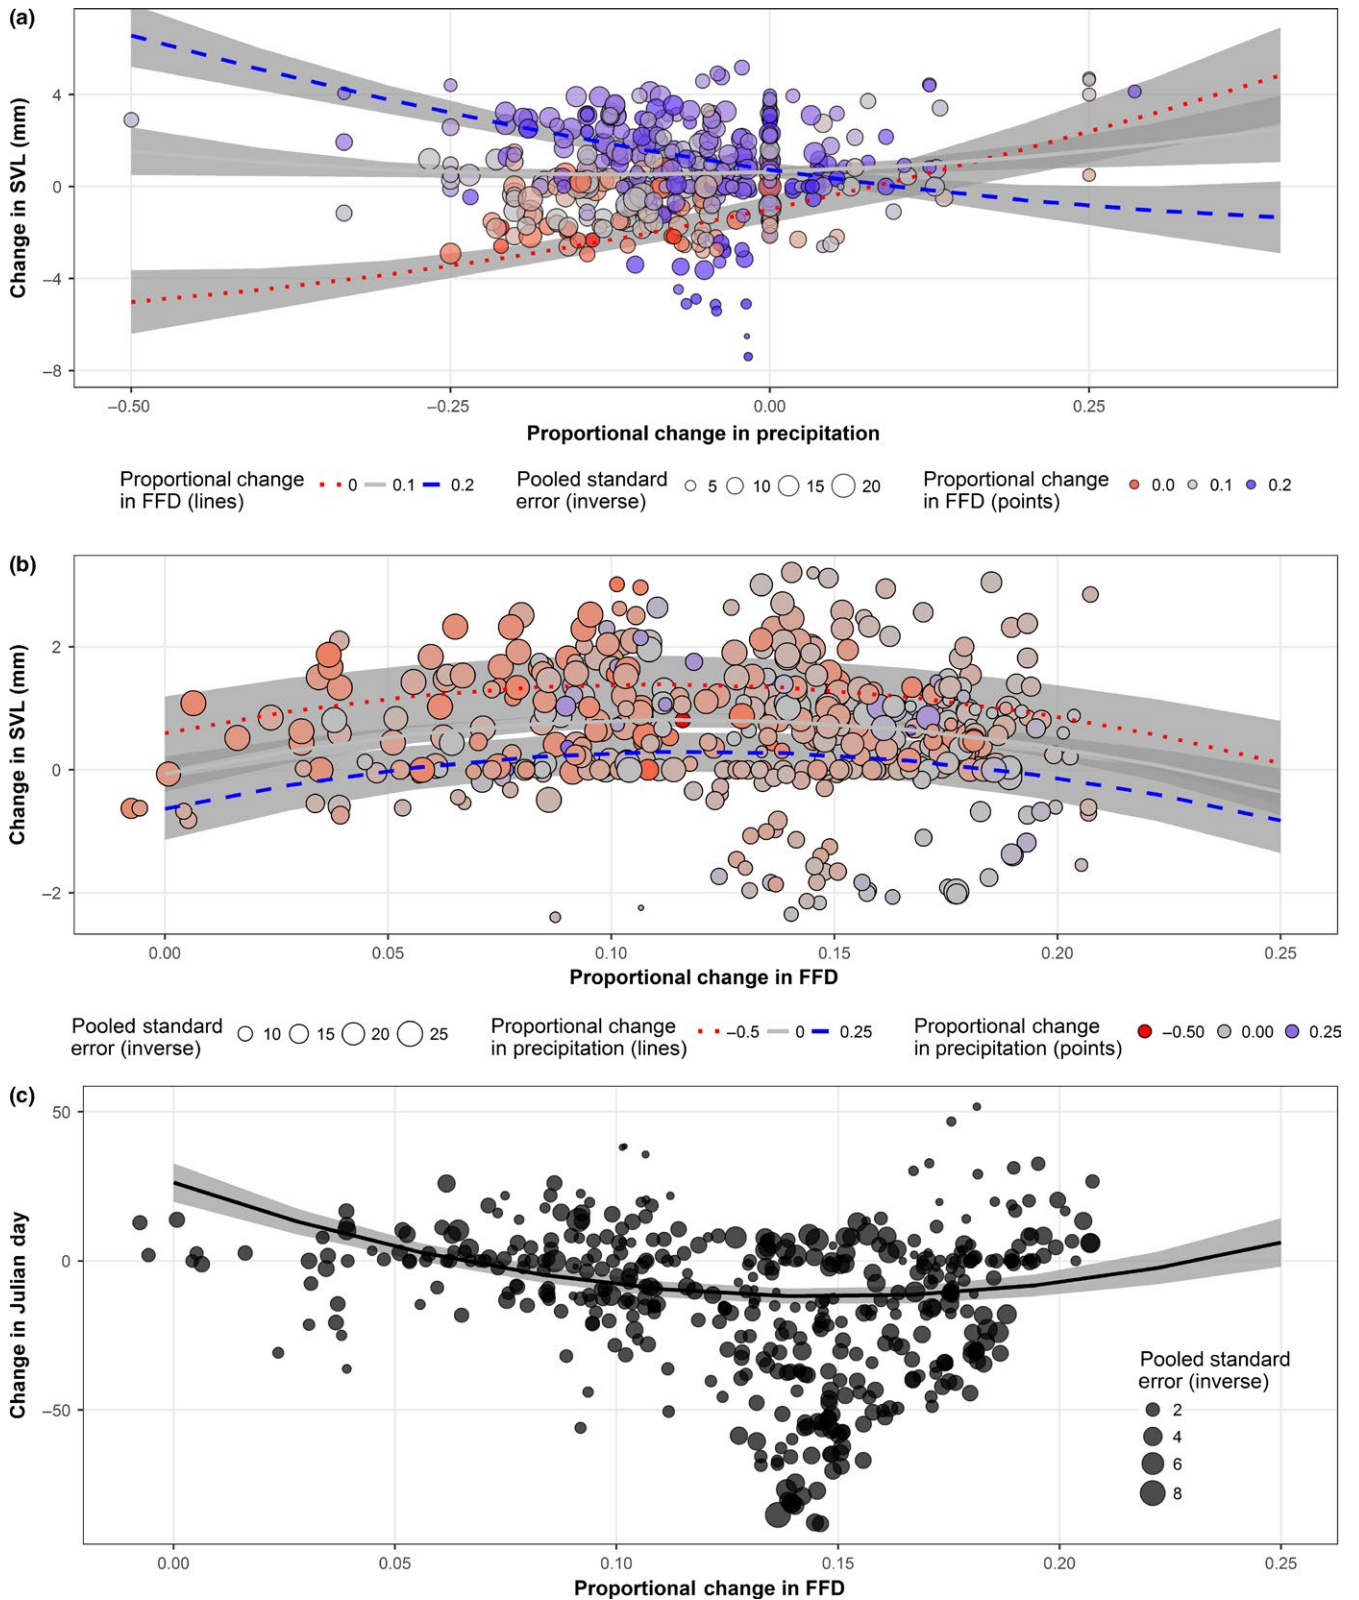 (a)
Change in SVL (mm)
4
0
−4
−8
−0.50 −0.25 0.00 0.25
Proportional change in precipitation
Proportional change Pooled standard Proportional change
in FFD (lines) 0 0.1 0.2 error (inverse) 5 10 15 20 in FFD (points) 0.0 0.1 0.2
(b)
Change in SVL (mm)
2
0
−2
0.00 0.05 0.10 0.15 0.20 0.25
Proportional change in FFD
Pooled standard Proportional change Proportional change
error (inverse) 10 15 20 25 in precipitation (lines) −0.5 0 0.25 in precipitation (points) −0.50 0.00 0.25
(c)
Change in Julian day
50
0
−50
Pooled standard
error (inverse)
2
4
6
8
0.00 0.05 0.10 0.15 0.20 0.25
Proportional change in FFD